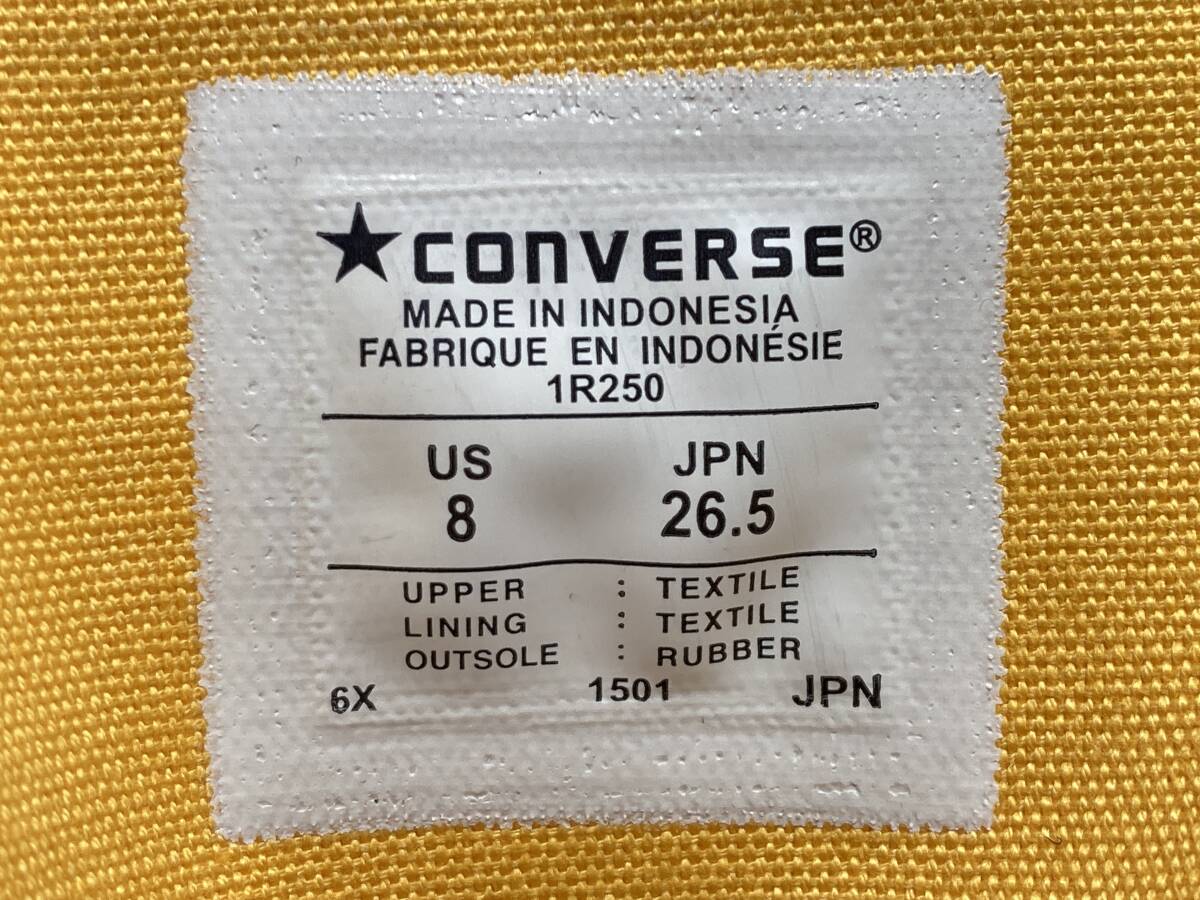 ★CONVERSE®
MADE IN INDONESIA
FABRIQUE EN INDONÉSIE
1R250
US JPN
8 26.5
UPPER : TEXTILE
LINING : TEXTILE
OUTSOLE : RUBBER
6X 1501 JPN